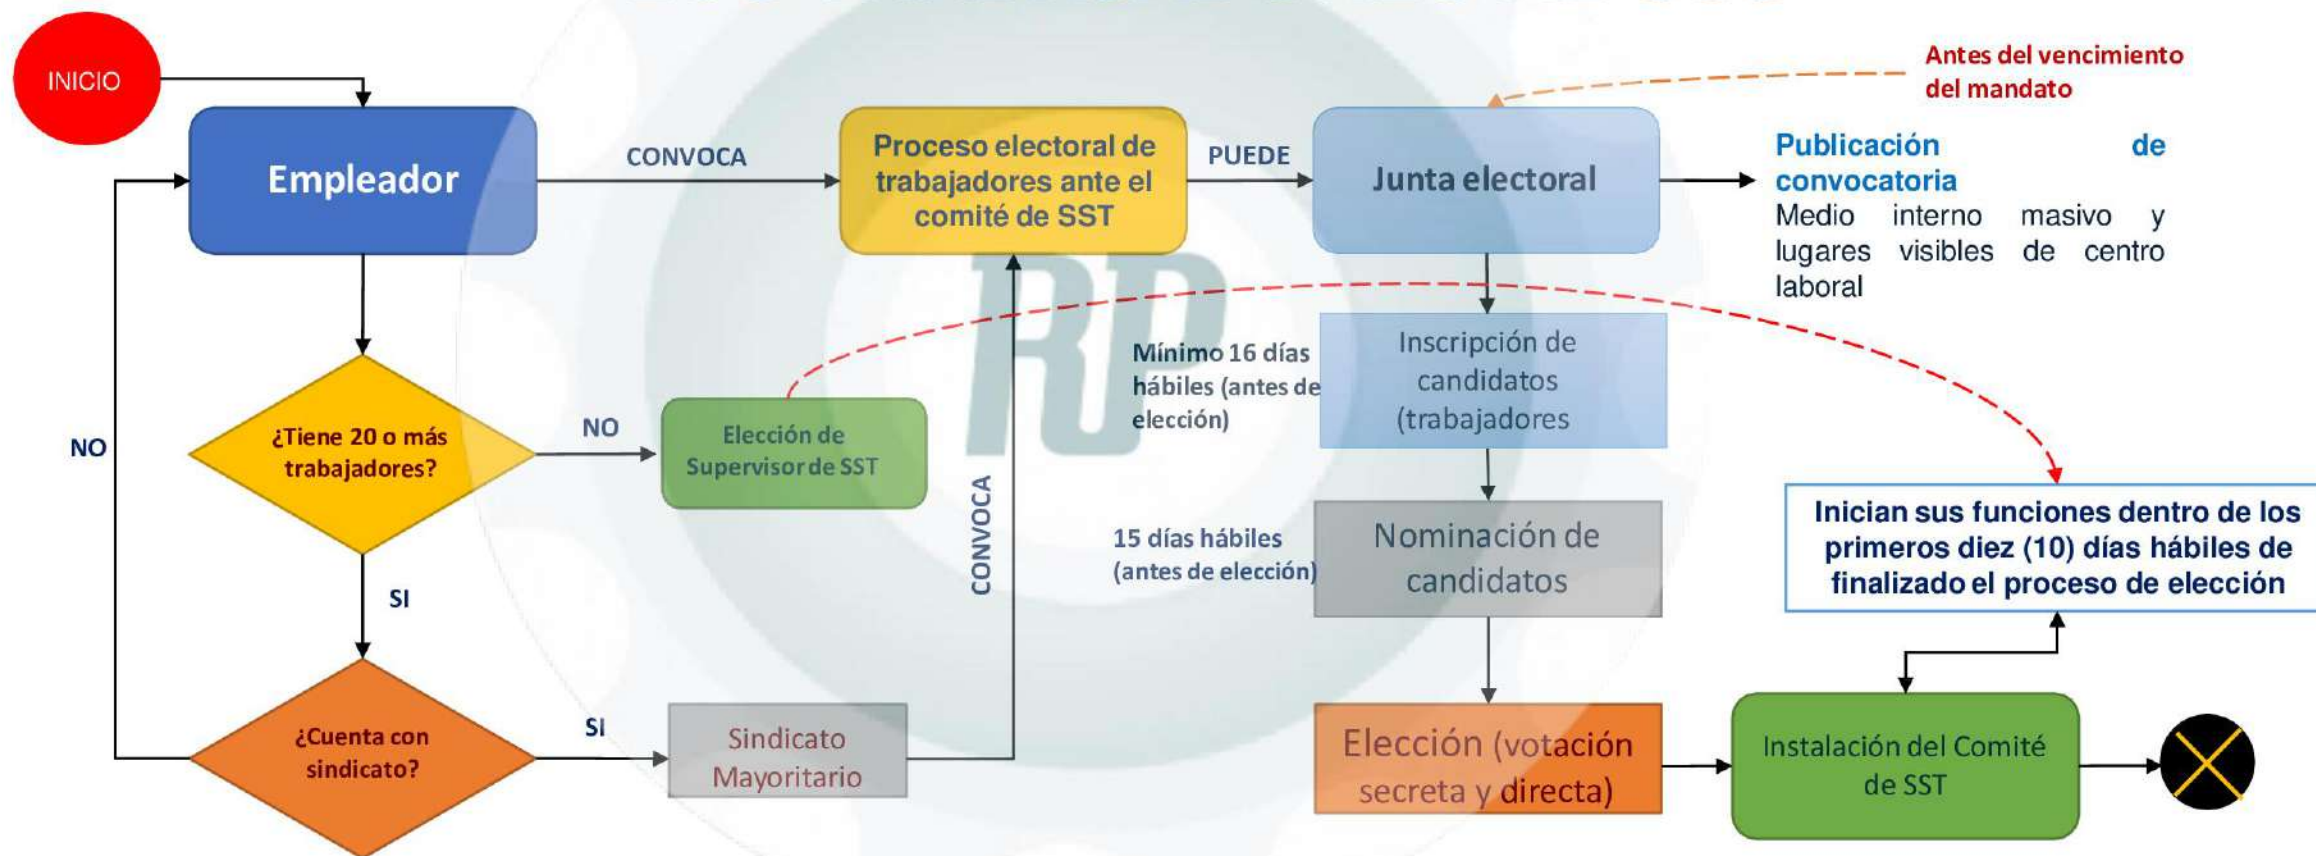 INICIO
Empleador
CONVOCA
Proceso electoral de
trabajadores ante el
comité de SST
PUEDE
Junta electoral
Antes del vencimiento
del mandato
Publicación de
convocatoria
Medio interno masivo y
lugares visibles de centro
laboral
RP
Mínimo 16 días
hábiles (antes de
elección)
Inscripción de
candidatos
(trabajadores
NO
¿Tiene 20 o más
trabajadores?
NO
Elección de
Supervisor de SST
CONVOCA
15 días hábiles
(antes de elección)
Nominación de
candidatos
Inician sus funciones dentro de los
primeros diez (10) días hábiles de
finalizado el proceso de elección
SI
¿Cuenta con
sindicato?
SI
Sindicato
Mayoritario
Elección (votación
secreta y directa)
Instalación del Comité
de SST